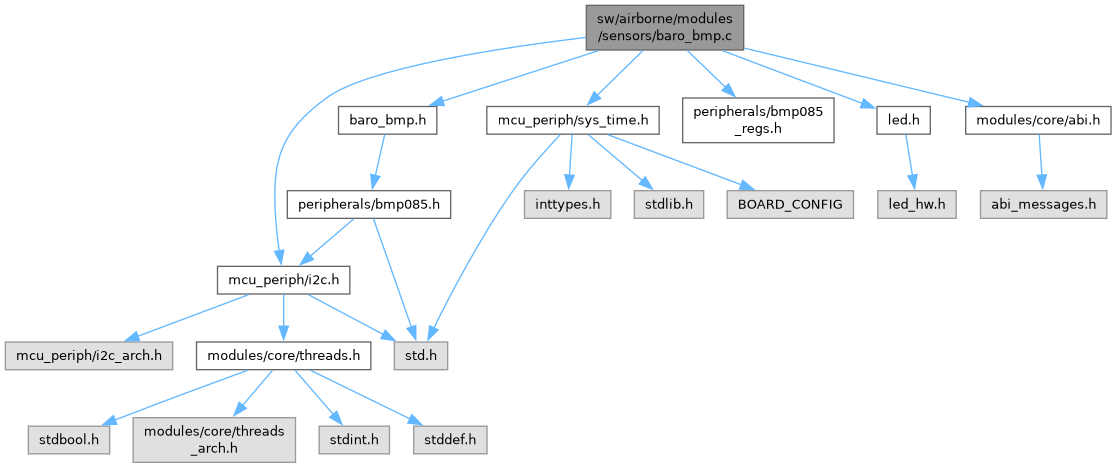 sw/airborne/modules
/sensors/baro_bmp.c
baro_bmp.h
mcu_periph/sys_time.h
peripherals/bmp085
_regs.h
led.h
modules/core/abi.h
peripherals/bmp085.h
inttypes.h
stdlib.h
BOARD_CONFIG
led_hw.h
abi_messages.h
mcu_periph/i2c.h
mcu_periph/i2c_arch.h
modules/core/threads.h
std.h
stdbool.h
modules/core/threads
_arch.h
stdint.h
stddef.h